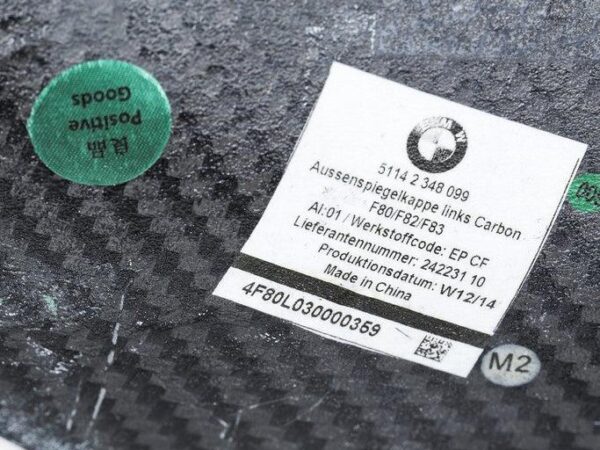 Goods
Positive
良品
5114 2 348 099
Aussenspiegelkappe links Carbon
F80/F82/F83
AI:01 / Werkstoffcode: EP CF
Lieferantennummer: 242231 10
Produktionsdatum: W12/14
Made in China
4F80L030000359
M2